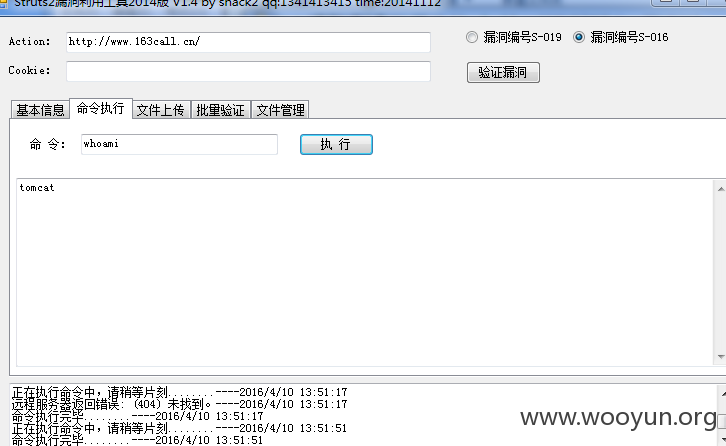 Struts2漏洞利用工具2014版 V1.4 by shack2 qq:1341413415 time:20141112
Action: http://www.163call.cn/ 漏洞编号S-019 漏洞编号S-016
Cookie: 验证漏洞
基本信息 命令执行 文件上传 批量验证 文件管理
命 令: whoami 执 行
tomcat
正在执行命令中，请稍等片刻........----2016/4/10 13:51:17
远程服务器返回错误: (404) 未找到。----2016/4/10 13:51:17
命令执行完毕........----2016/4/10 13:51:17
正在执行命令中，请稍等片刻........----2016/4/10 13:51:51
命令执行完毕........----2016/4/10 13:51:51
www.wooyun.org